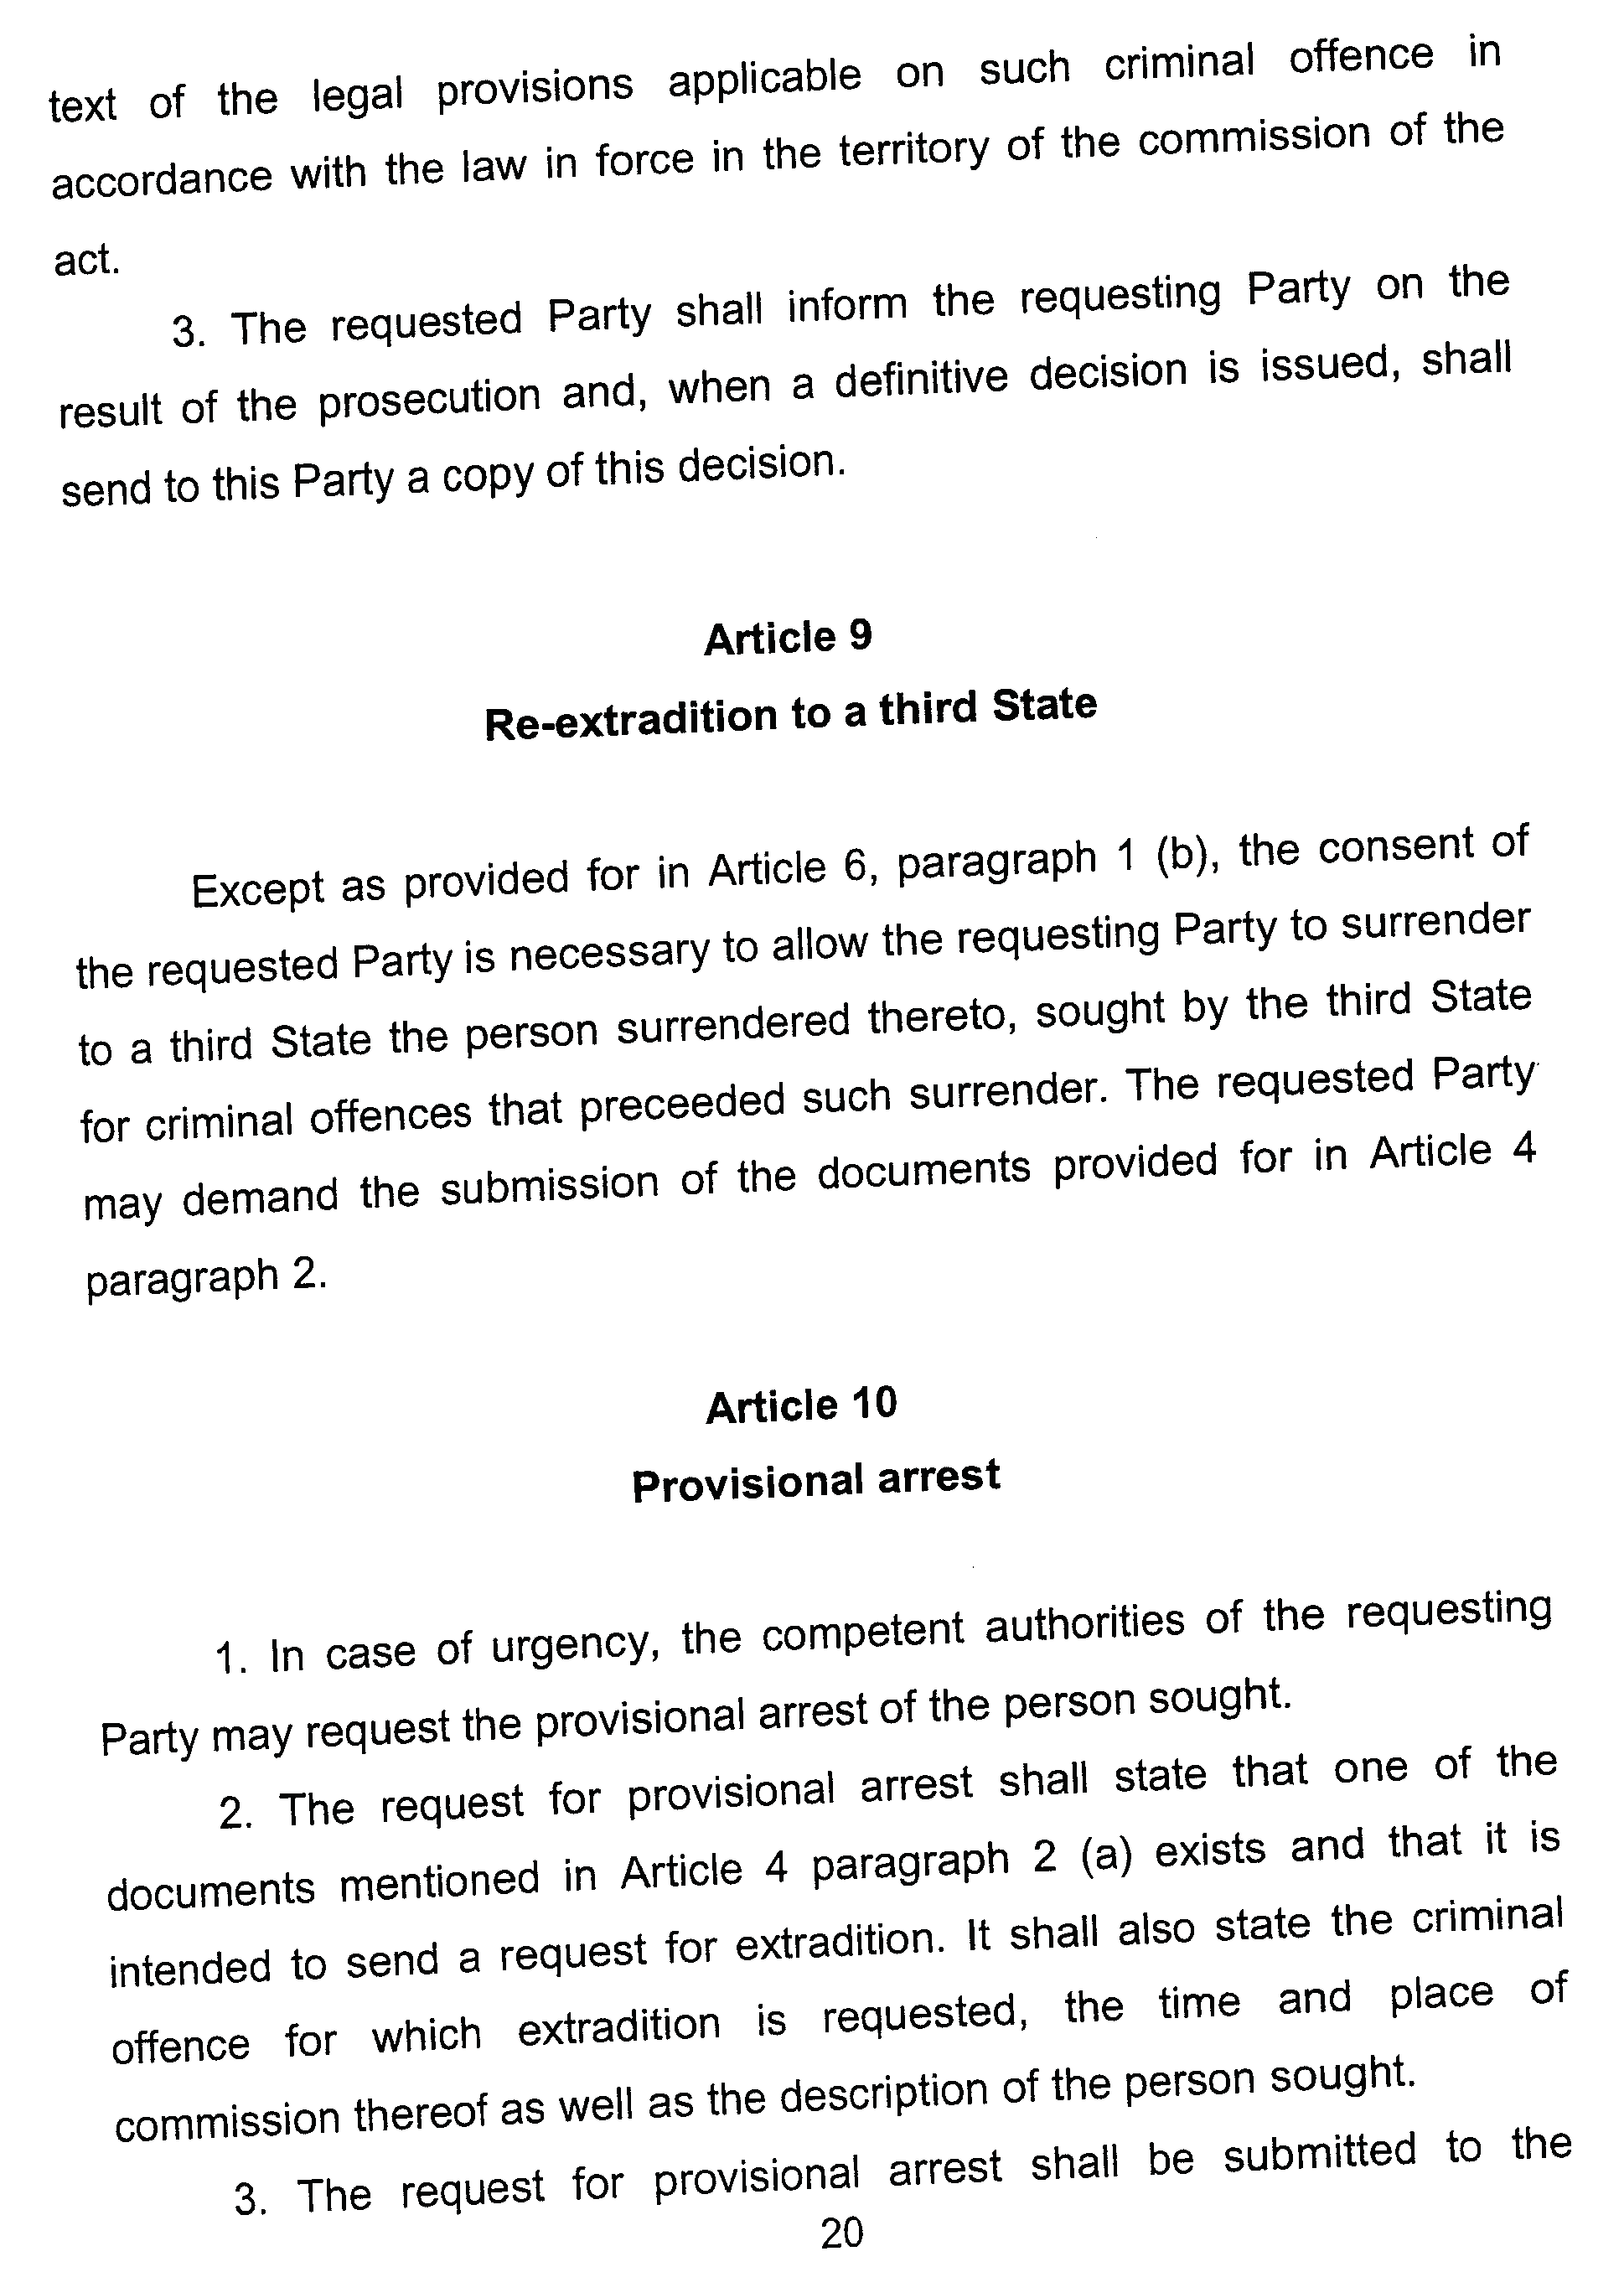 text of the legal provisions applicable on such criminal offence in
accordance with the law in force in the territory of the commission of the
act.
3. The requested Party shall inform the requesting Party on the
result of the prosecution and, when a definitive decision is issued, shall
send to this Party a copy of this decision.
Article 9
Re-extradition to a third State
Except as provided for in Article 6, paragraph 1 (b), the consent of
the requested Party is necessary to allow the requesting Party to surrender
to a third State the person surrendered thereto, sought by the third State
for criminal offences that preceeded such surrender. The requested Party
may demand the submission of the documents provided for in Article 4
paragraph 2.
Article 10
Provisional arrest
1. In case of urgency, the competent authorities of the requesting
Party may request the provisional arrest of the person sought.
2. The request for provisional arrest shall state that one of the
documents mentioned in Article 4 paragraph 2 (a) exists and that it is
intended to send a request for extradition. It shall also state the criminal
offence for which extradition is requested, the time and place of
commission thereof as well as the description of the person sought.
3. The request for provisional arrest shall be submitted to the
20